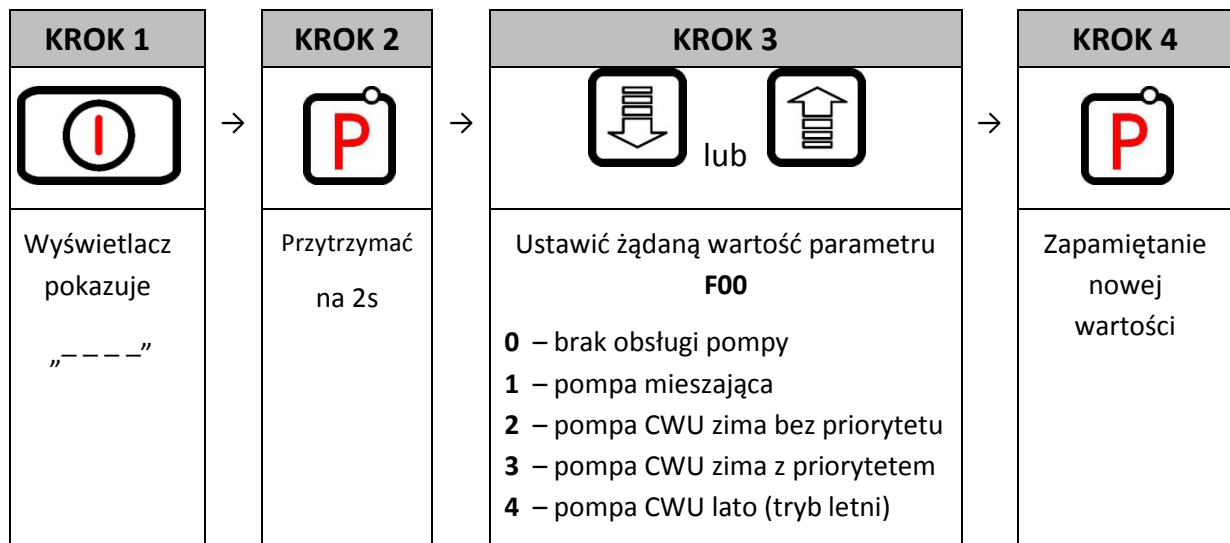 KROK 1
Wyświetlacz
pokazuje
„– – – –”
→
KROK 2
P
Przytrzymać
na 2s
→
KROK 3
lub
Ustawić żądaną wartość parametru
F00
0 – brak obsługi pompy
1 – pompa mieszająca
2 – pompa CWU zima bez priorytetu
3 – pompa CWU zima z priorytetem
4 – pompa CWU lato (tryb letni)
→
KROK 4
P
Zapamiętanie
nowej
wartości